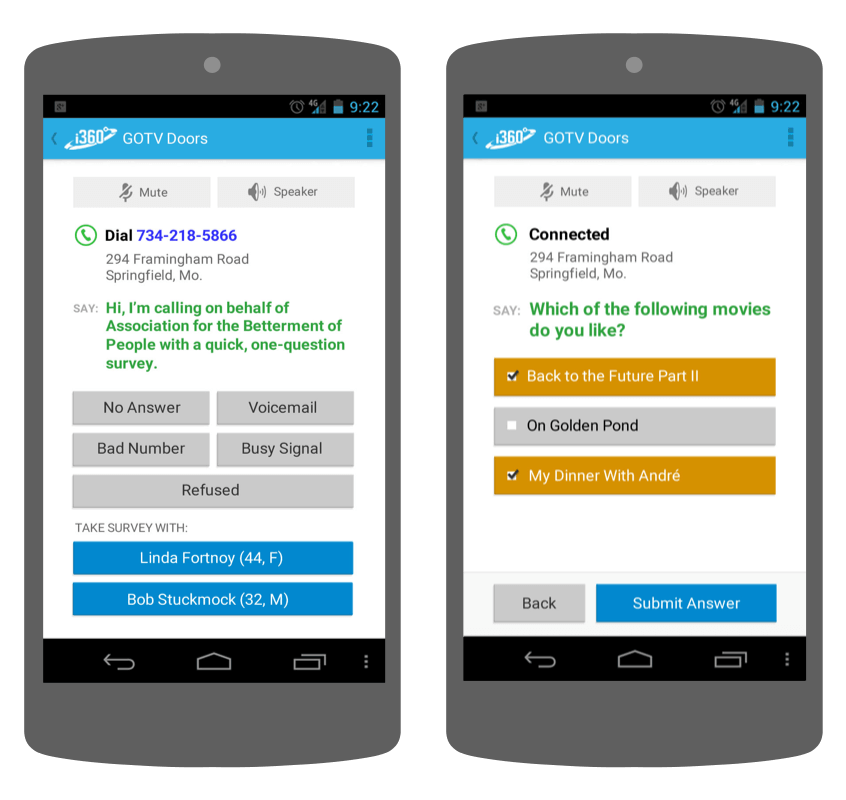 4G 9:22
i360° GOTV Doors
Mute Speaker
Dial 734-218-5866
294 Framingham Road
Springfield, Mo.
SAY: Hi, I'm calling on behalf of
Association for the Betterment of
People with a quick, one-question
survey.
No Answer Voicemail
Bad Number Busy Signal
Refused
TAKE SURVEY WITH:
Linda Fortnoy (44, F)
Bob Stuckmock (32, M)
4G 9:22
i360° GOTV Doors
Mute Speaker
Connected
294 Framingham Road
Springfield, Mo.
SAY: Which of the following movies
do you like?
Back to the Future Part II
On Golden Pond
My Dinner With André
Back Submit Answer